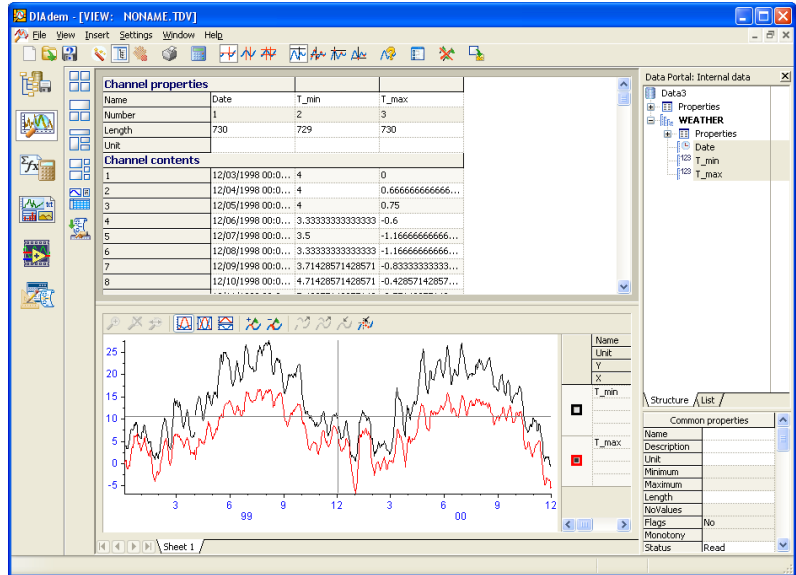 DIAdem - [VIEW: NONAME.TDV]
File View Insert Settings Window Help
Channel properties
Name Date T_min T_max
Number 1 2 3
Length 730 729 730
Unit
Channel contents
1 12/03/1998 00:0... 4 0
2 12/04/1998 00:0... 4 0.666666666666...
3 12/05/1998 00:0... 4 0.75
4 12/06/1998 00:0... 3.33333333333333 -0.6
5 12/07/1998 00:0... 3.5 -1.16666666666...
6 12/08/1998 00:0... 3.33333333333333 -1.16666666666...
7 12/09/1998 00:0... 3.71428571428571 -0.83333333333...
8 12/10/1998 00:0... 4.71428571428571 -0.42857142857...
25
20
15
10
5
0
-5
3 6 9 12 3 6 9 12
99 00
Name
Unit
Y
X
T_min
T_max
Sheet 1
Data Portal: Internal data
Data3
Properties
WEATHER
Properties
Date
123 T_min
123 T_max
Structure List
Common properties
Name
Description
Unit
Minimum
Maximum
Length
NoValues
Flags No
Monotony
Status Read